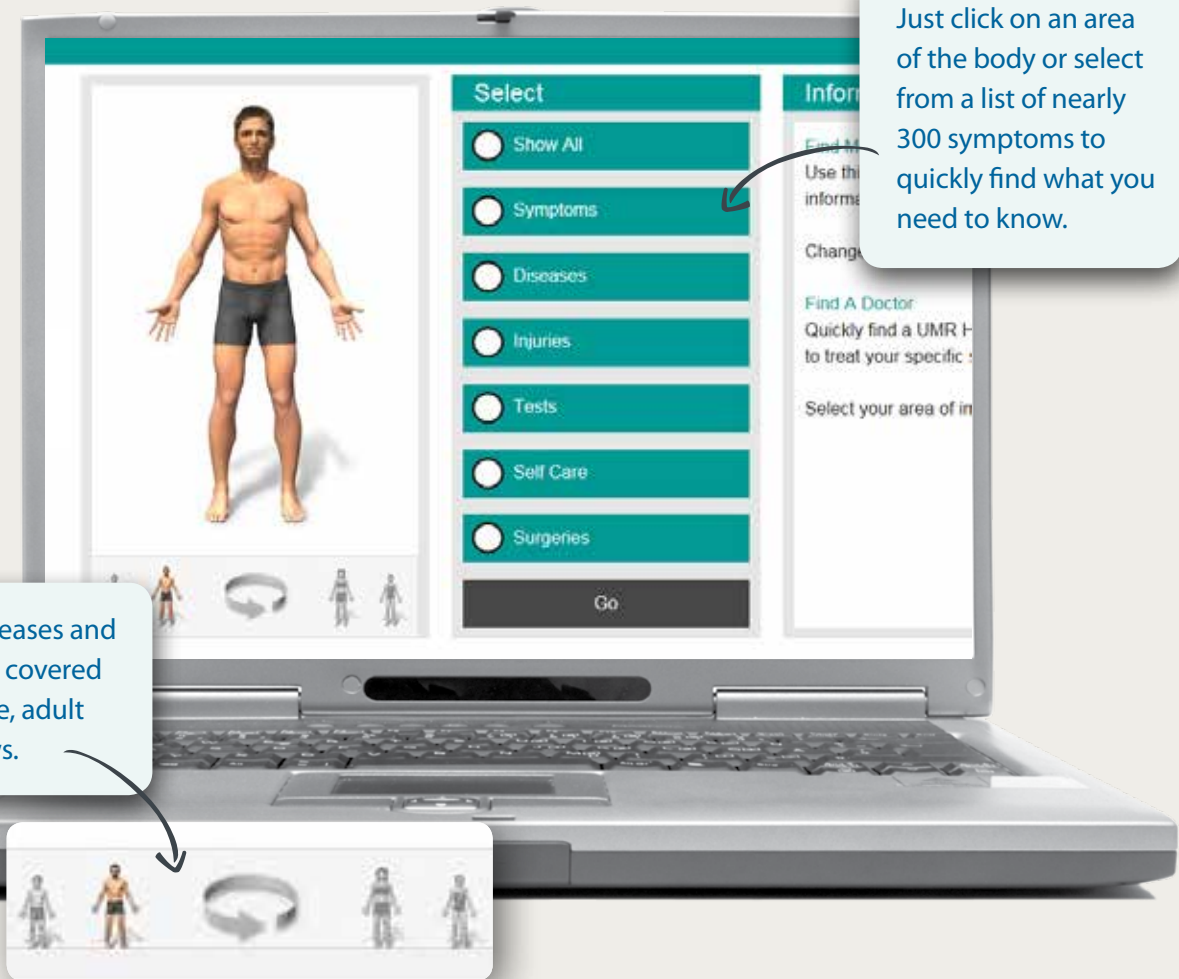 Just click on an area
of the body or select
from a list of nearly
300 symptoms to
quickly find what you
need to know.
Select
Show All
Symptoms
Diseases
Injuries
Tests
Self Care
Surgeries
Go
Infor
Find M
Use thi
informa
Change
Find A Doctor
Quickly find a UMR H
to treat your specific s
Select your area of in
eases and
covered
e, adult
s.